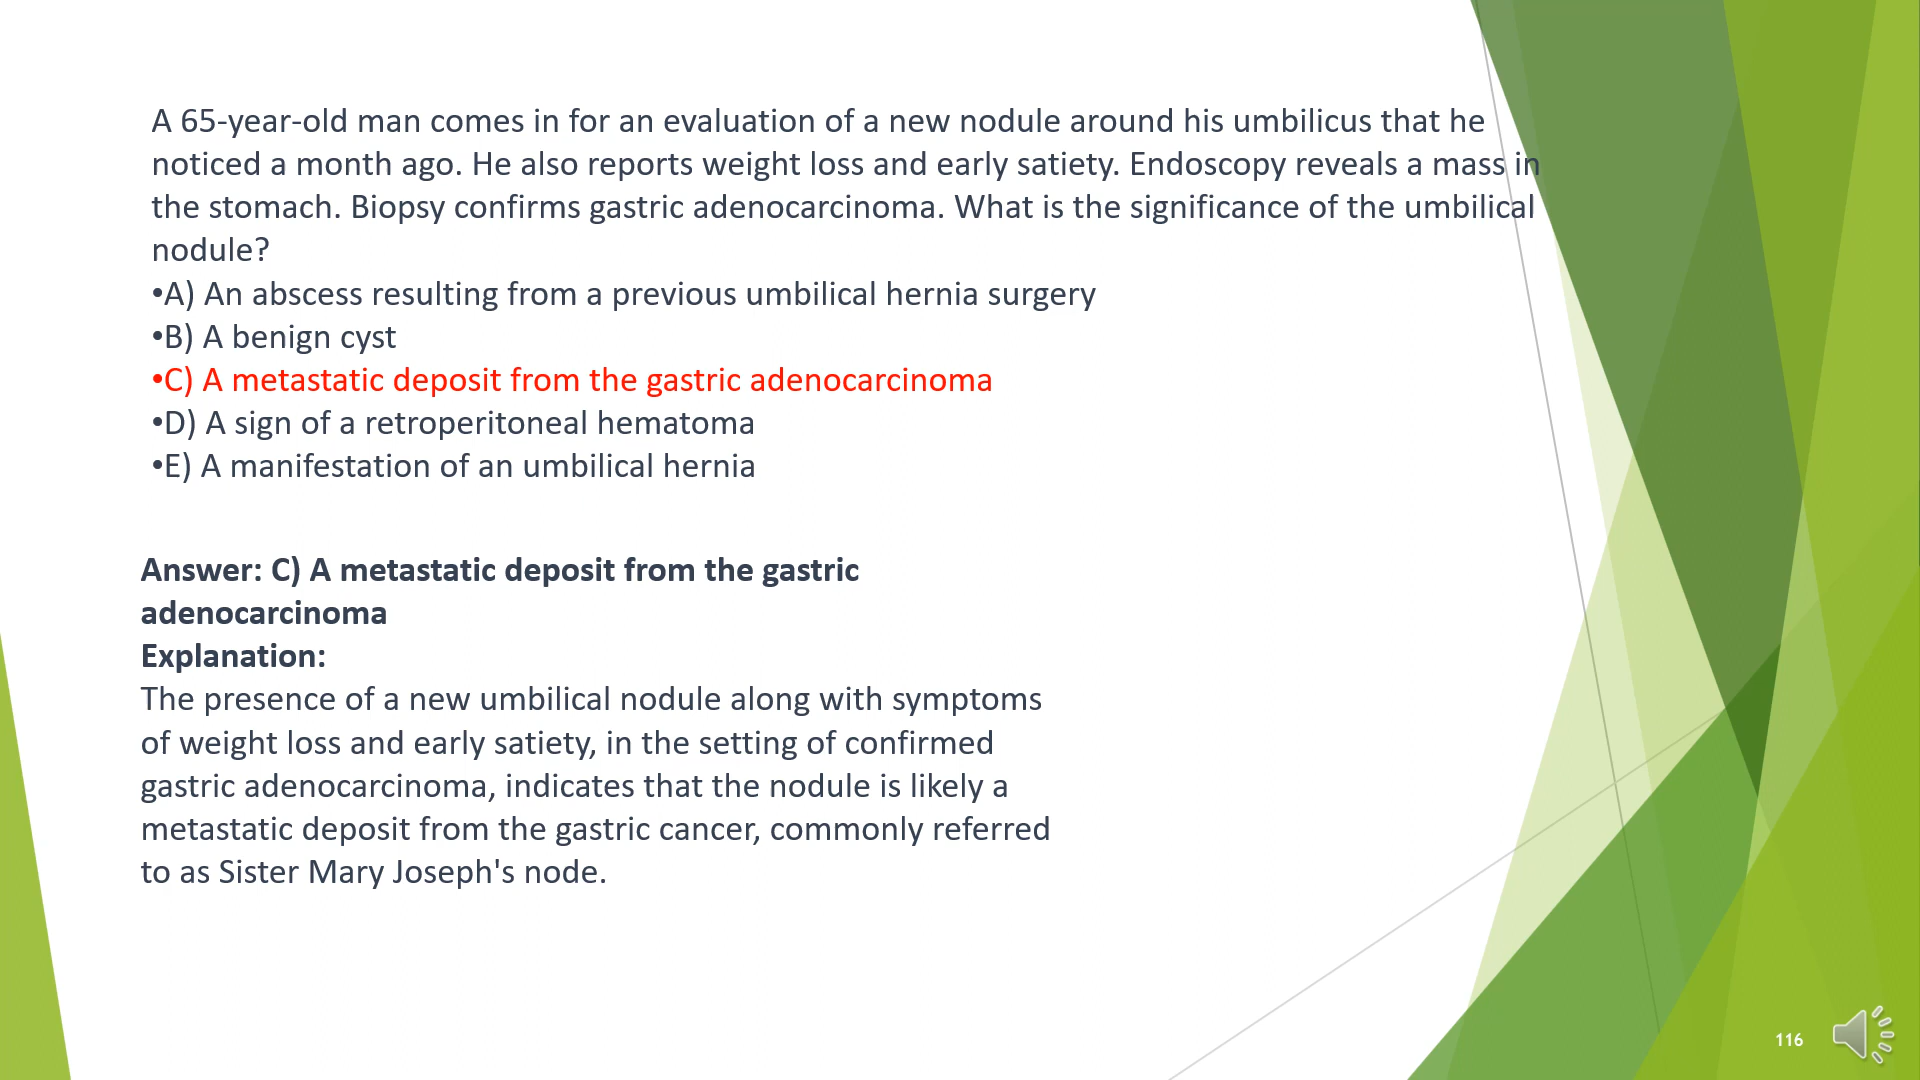 A 65-year-old man comes in for an evaluation of a new nodule around his umbilicus that he
noticed a month ago. He also reports weight loss and early satiety. Endoscopy reveals a mass in
the stomach. Biopsy confirms gastric adenocarcinoma. What is the significance of the umbilical
nodule?
•A) An abscess resulting from a previous umbilical hernia surgery
•B) A benign cyst
•C) A metastatic deposit from the gastric adenocarcinoma
•D) A sign of a retroperitoneal hematoma
•E) A manifestation of an umbilical hernia
Answer: C) A metastatic deposit from the gastric
adenocarcinoma
Explanation:
The presence of a new umbilical nodule along with symptoms
of weight loss and early satiety, in the setting of confirmed
gastric adenocarcinoma, indicates that the nodule is likely a
metastatic deposit from the gastric cancer, commonly referred
to as Sister Mary Joseph's node.
116